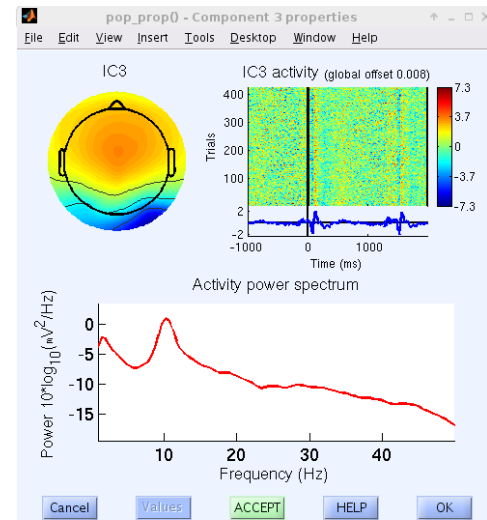 pop_prop() - Component 3 properties
File Edit View Insert Tools Desktop Window Help
IC3
IC3 activity (global offset 0.008)
Trials
400
300
200
100
7.3
3.7
0
-3.7
-7.3
2
-2
-1000 0 1000
Time (ms)
Activity power spectrum
Power 10*log10(mV2/Hz)
0
-5
-10
-15
10 20 30 40
Frequency (Hz)
Cancel Values ACCEPT HELP OK